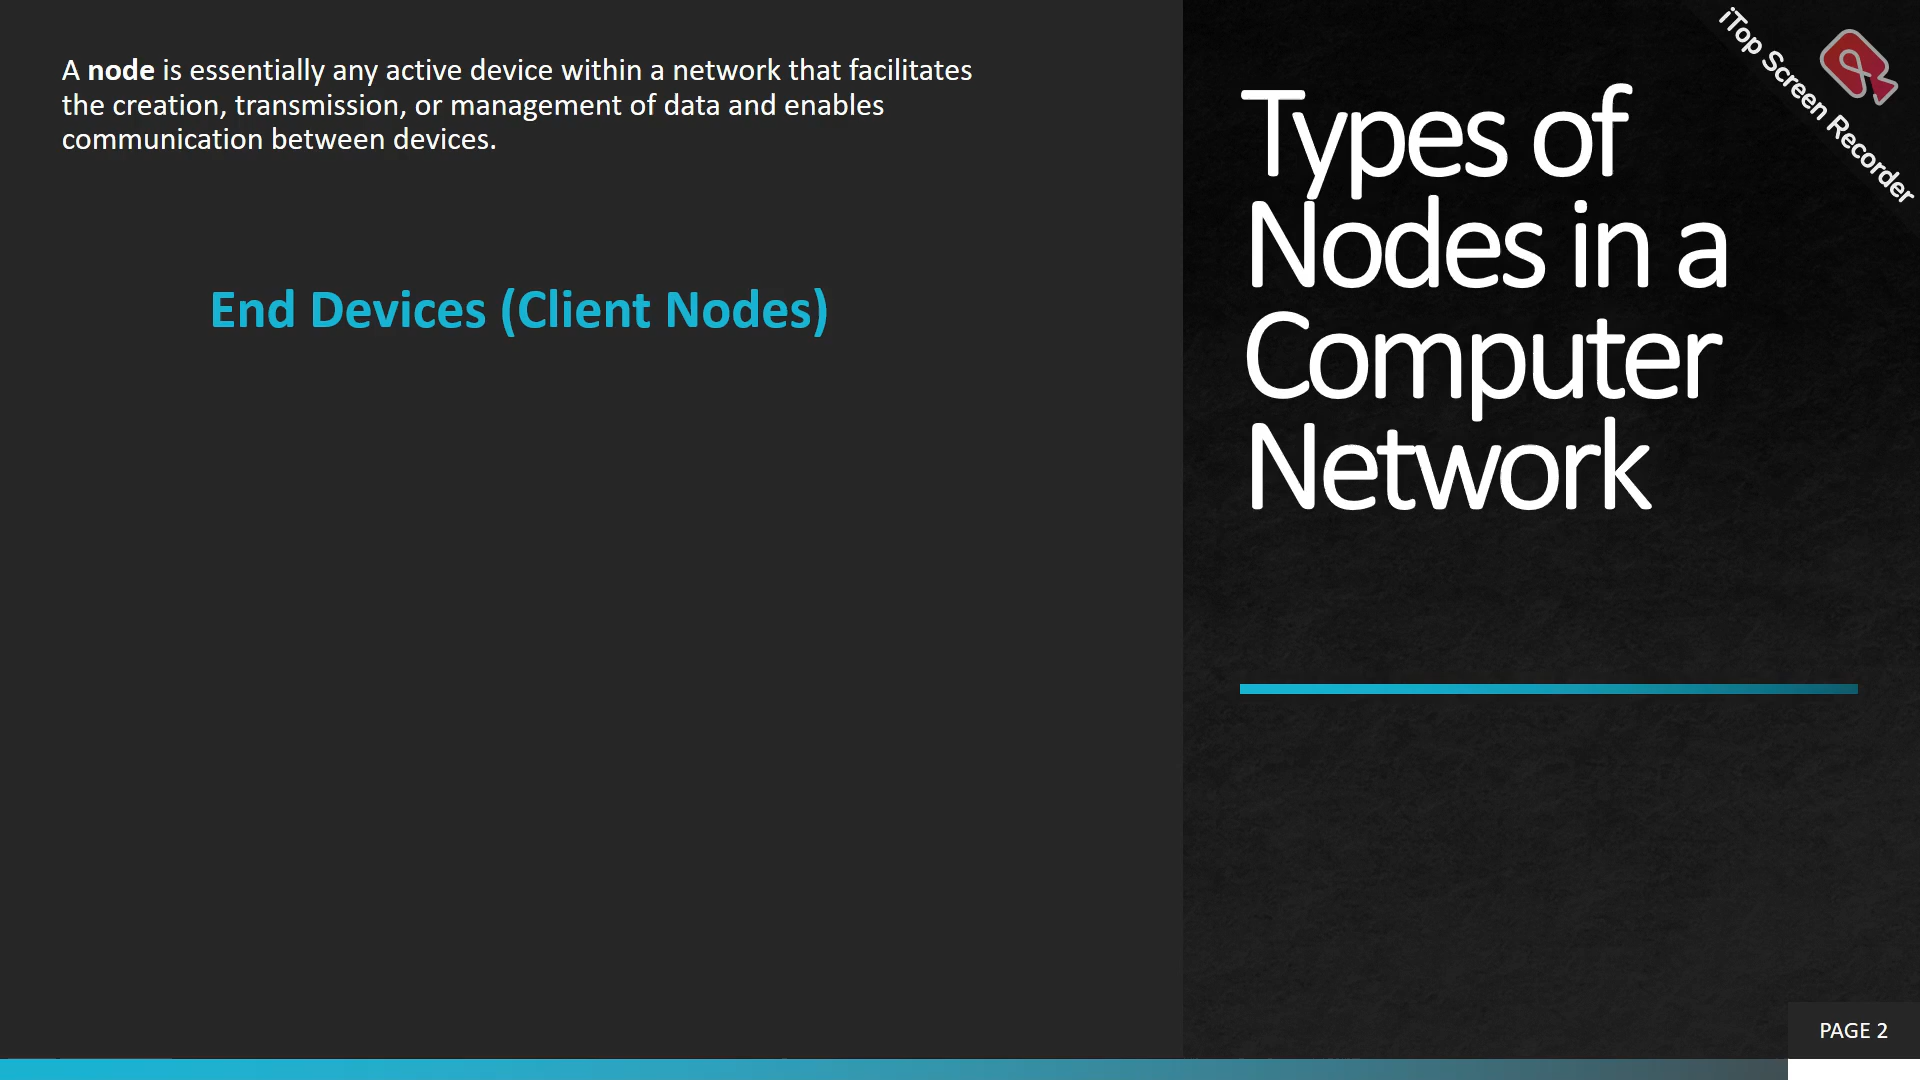 A node is essentially any active device within a network that facilitates
the creation, transmission, or management of data and enables
communication between devices.
End Devices (Client Nodes)
Types of
Nodes in a
Computer
Network
iTop Screen Recorder
PAGE 2